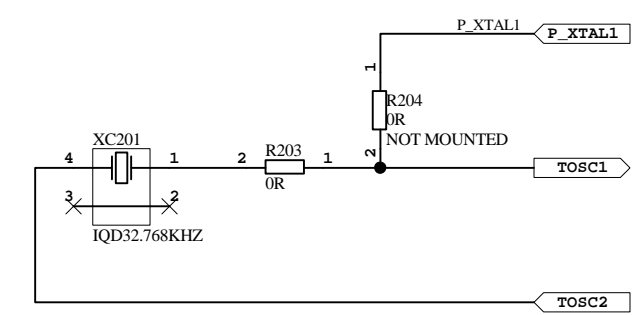 P_XTAL1 P_XTAL1
1
R204
0R
NOT MOUNTED
2
XC201
4 1 2 R203 1 TOSC1
0R
3 2
IQD32.768KHZ
TOSC2